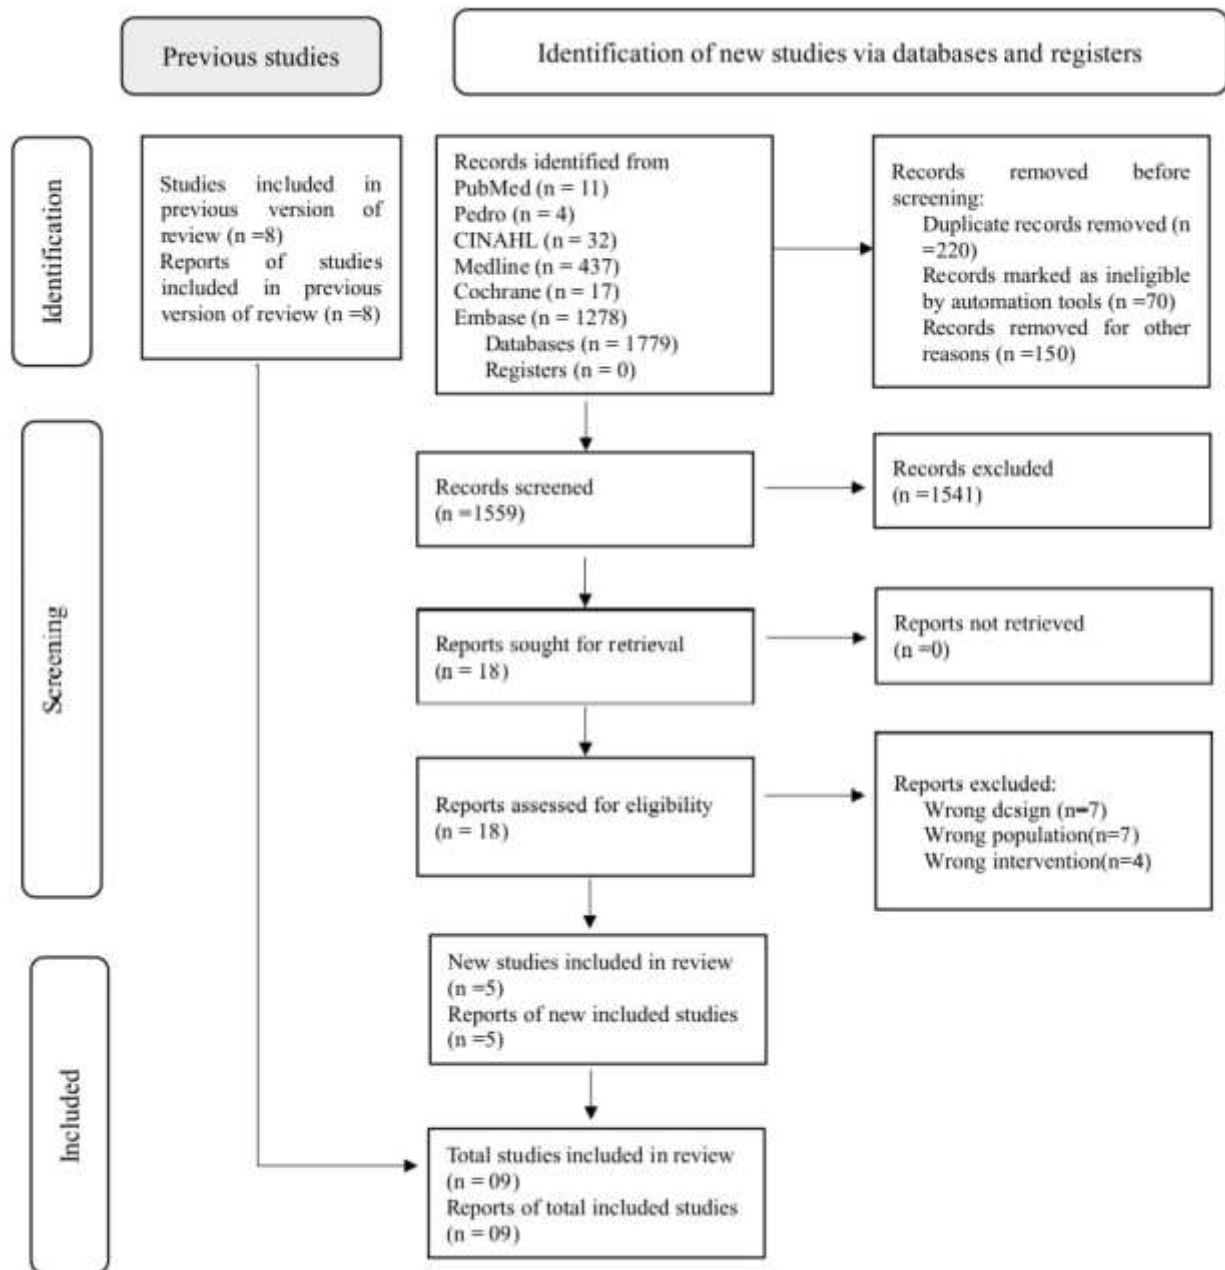 Previous studies
Identification of new studies via databases and registers
Identification
Studies included in
previous version of
review (n =8)
Reports of studies
included in previous
version of review (n =8)
Records identified from
PubMed (n = 11)
Pedro (n = 4)
CINAHL (n = 32)
Medline (n = 437)
Cochrane (n = 17)
Embase (n = 1278)
Databases (n = 1779)
Registers (n = 0)
Records removed before
screening:
Duplicate records removed (n
=220)
Records marked as ineligible
by automation tools (n =70)
Records removed for other
reasons (n =150)
Screening
Records screened
(n =1559)
Records excluded
(n =1541)
Reports sought for retrieval
(n = 18)
Reports not retrieved
(n =0)
Reports assessed for eligibility
(n = 18)
Reports excluded:
Wrong design (n=7)
Wrong population(n=7)
Wrong intervention(n=4)
Included
New studies included in review
(n =5)
Reports of new included studies
(n =5)
Total studies included in review
(n = 09)
Reports of total included studies
(n = 09)